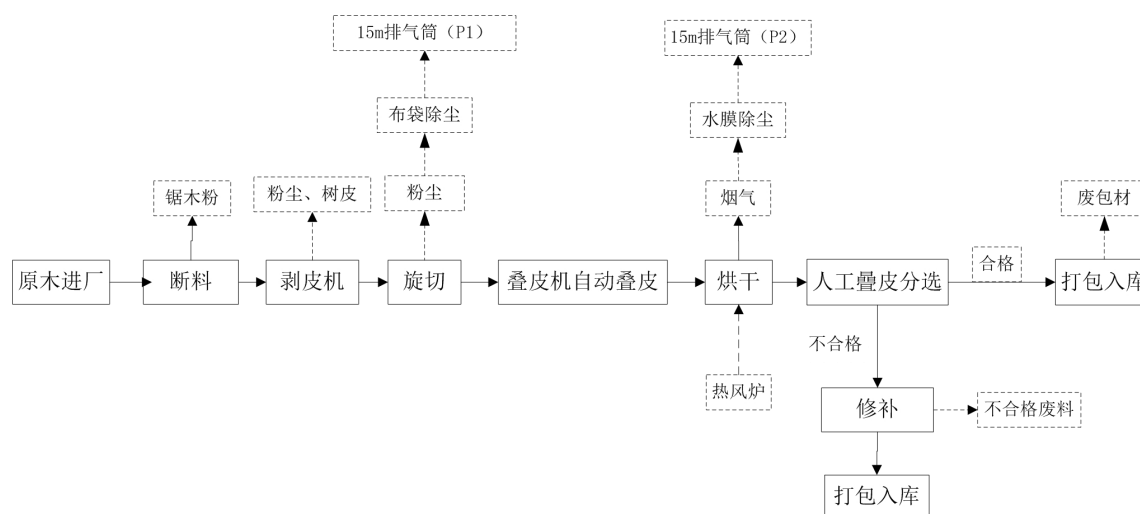 15m排气筒（P1）
15m排气筒（P2）
布袋除尘
水膜除尘
锯木粉
粉尘、树皮
粉尘
烟气
废包材
原木进厂
断料
剥皮机
旋切
叠皮机自动叠皮
烘干
人工疊皮分选
合格
打包入库
不合格
热风炉
修补
不合格废料
打包入库